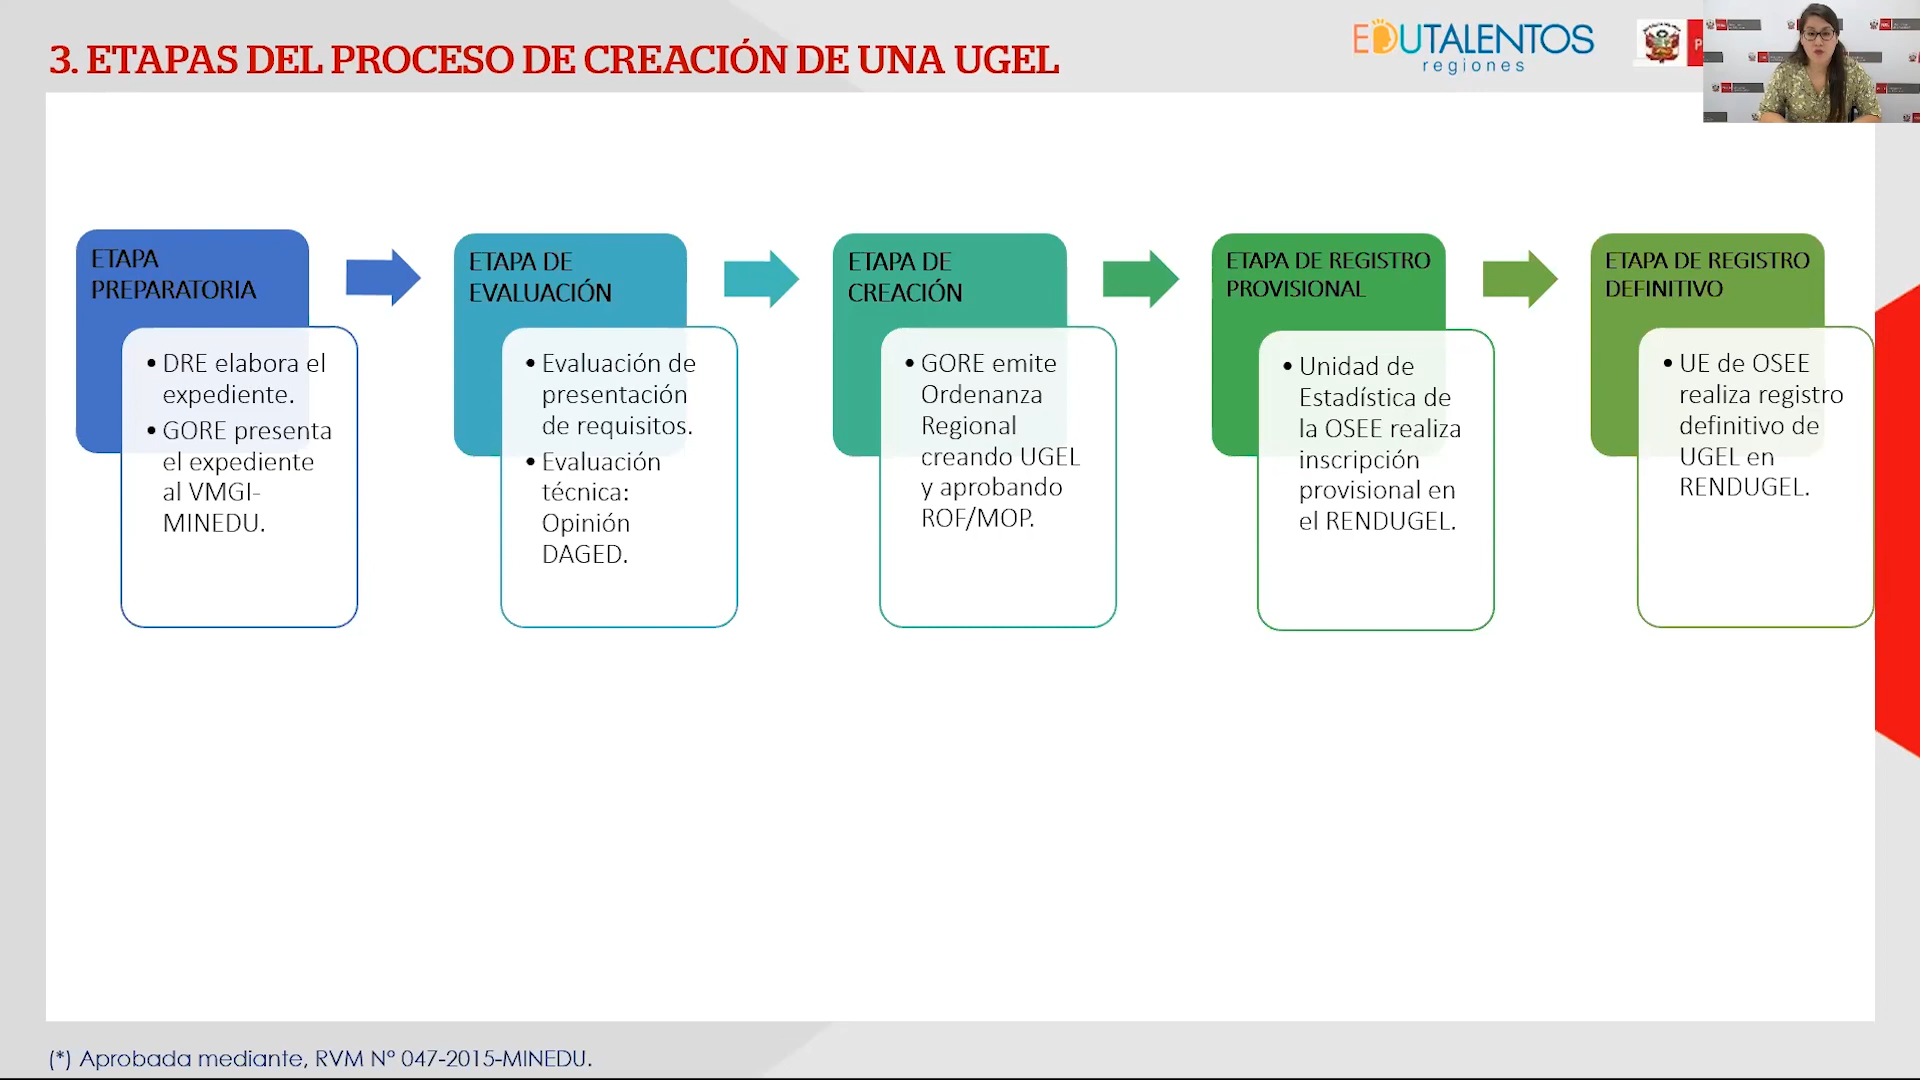 3. ETAPAS DEL PROCESO DE CREACIÓN DE UNA UGEL
EDUTALENTOS
regiones
ETAPA
PREPARATORIA
• DRE elabora el
expediente.
• GORE presenta
el expediente
al VMGI-
MINEDU.
ETAPA DE
EVALUACIÓN
• Evaluación de
presentación
de requisitos.
• Evaluación
técnica:
Opinión
DAGED.
ETAPA DE
CREACIÓN
• GORE emite
Ordenanza
Regional
creando UGEL
y aprobando
ROF/MOP.
ETAPA DE REGISTRO
PROVISIONAL
• Unidad de
Estadística de
la OSEE realiza
inscripción
provisional en
el RENDUGEL.
ETAPA DE REGISTRO
DEFINITIVO
• UE de OSEE
realiza registro
definitivo de
UGEL en
RENDUGEL.
(*) Aprobada mediante, RVM N° 047-2015-MINEDU.